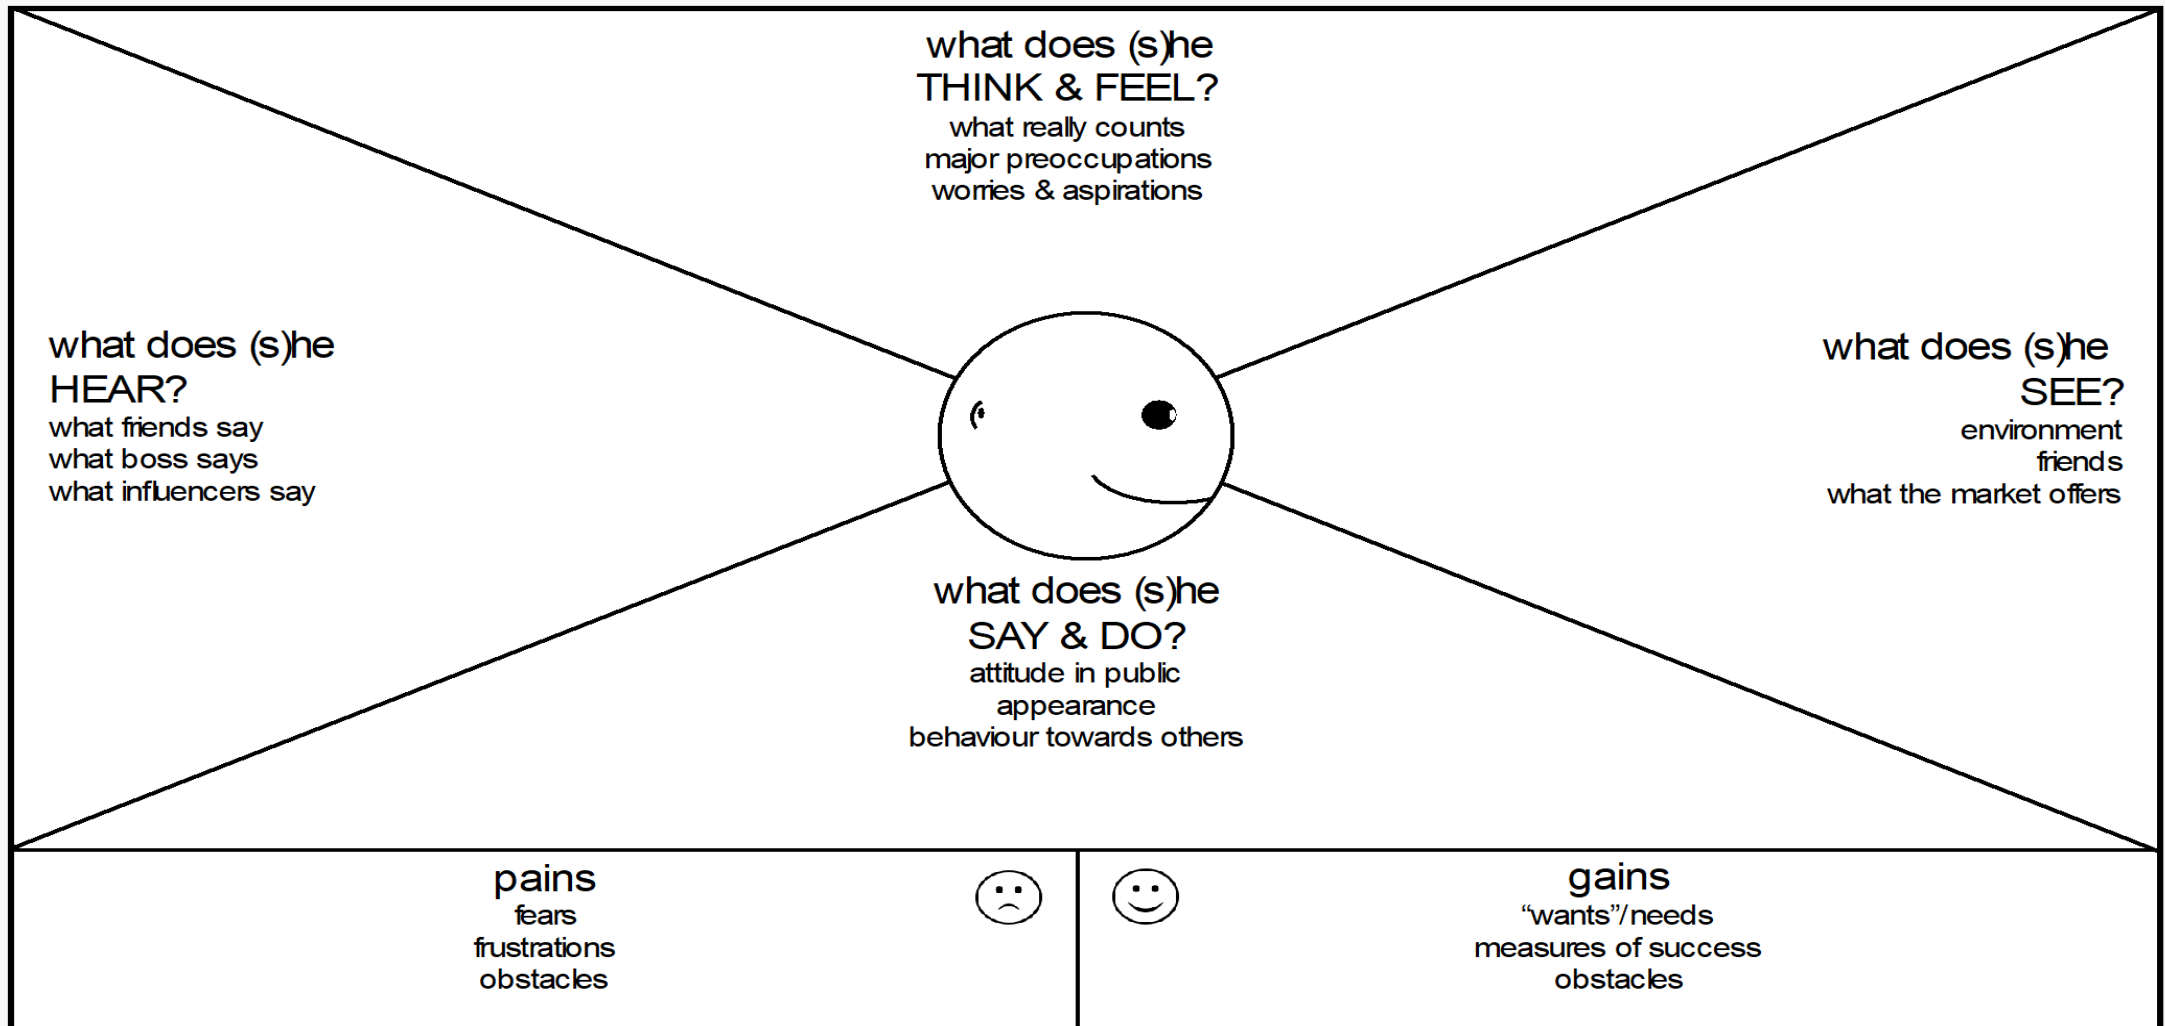 what does (s)he
THINK & FEEL?
what really counts
major preoccupations
worries & aspirations
what does (s)he
HEAR?
what friends say
what boss says
what influencers say
what does (s)he
SEE?
environment
friends
what the market offers
what does (s)he
SAY & DO?
attitude in public
appearance
behaviour towards others
pains
fears
frustrations
obstacles
gains
“wants”/needs
measures of success
obstacles